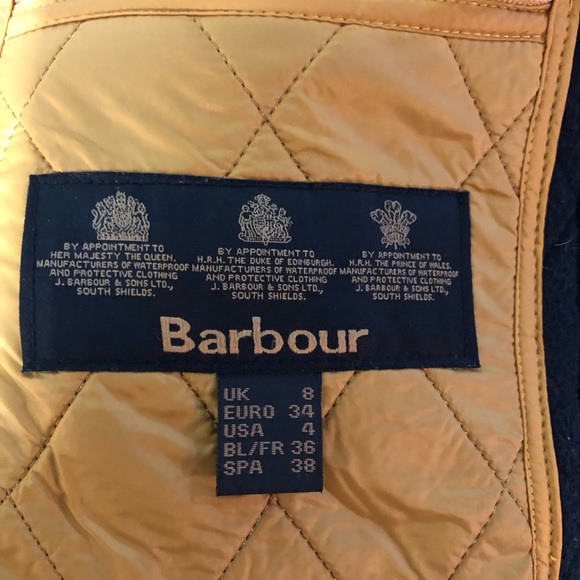 BY APPOINTMENT TO
HER MAJESTY THE QUEEN.
MANUFACTURERS OF WATERPROOF
AND PROTECTIVE CLOTHING
J. BARBOUR & SONS LTD.,
SOUTH SHIELDS.
BY APPOINTMENT TO
H.R.H. THE DUKE OF EDINBURGH.
MANUFACTURERS OF WATERPROOF
AND PROTECTIVE CLOTHING
J. BARBOUR & SONS LTD.,
SOUTH SHIELDS.
BY APPOINTMENT TO
H.R.H. THE PRINCE OF WALES.
MANUFACTURERS OF WATERPROOF
AND PROTECTIVE CLOTHING
J. BARBOUR & SONS LTD.,
SOUTH SHIELDS.
Barbour
UK 8
EURO 34
USA 4
BL/FR 36
SPA 38